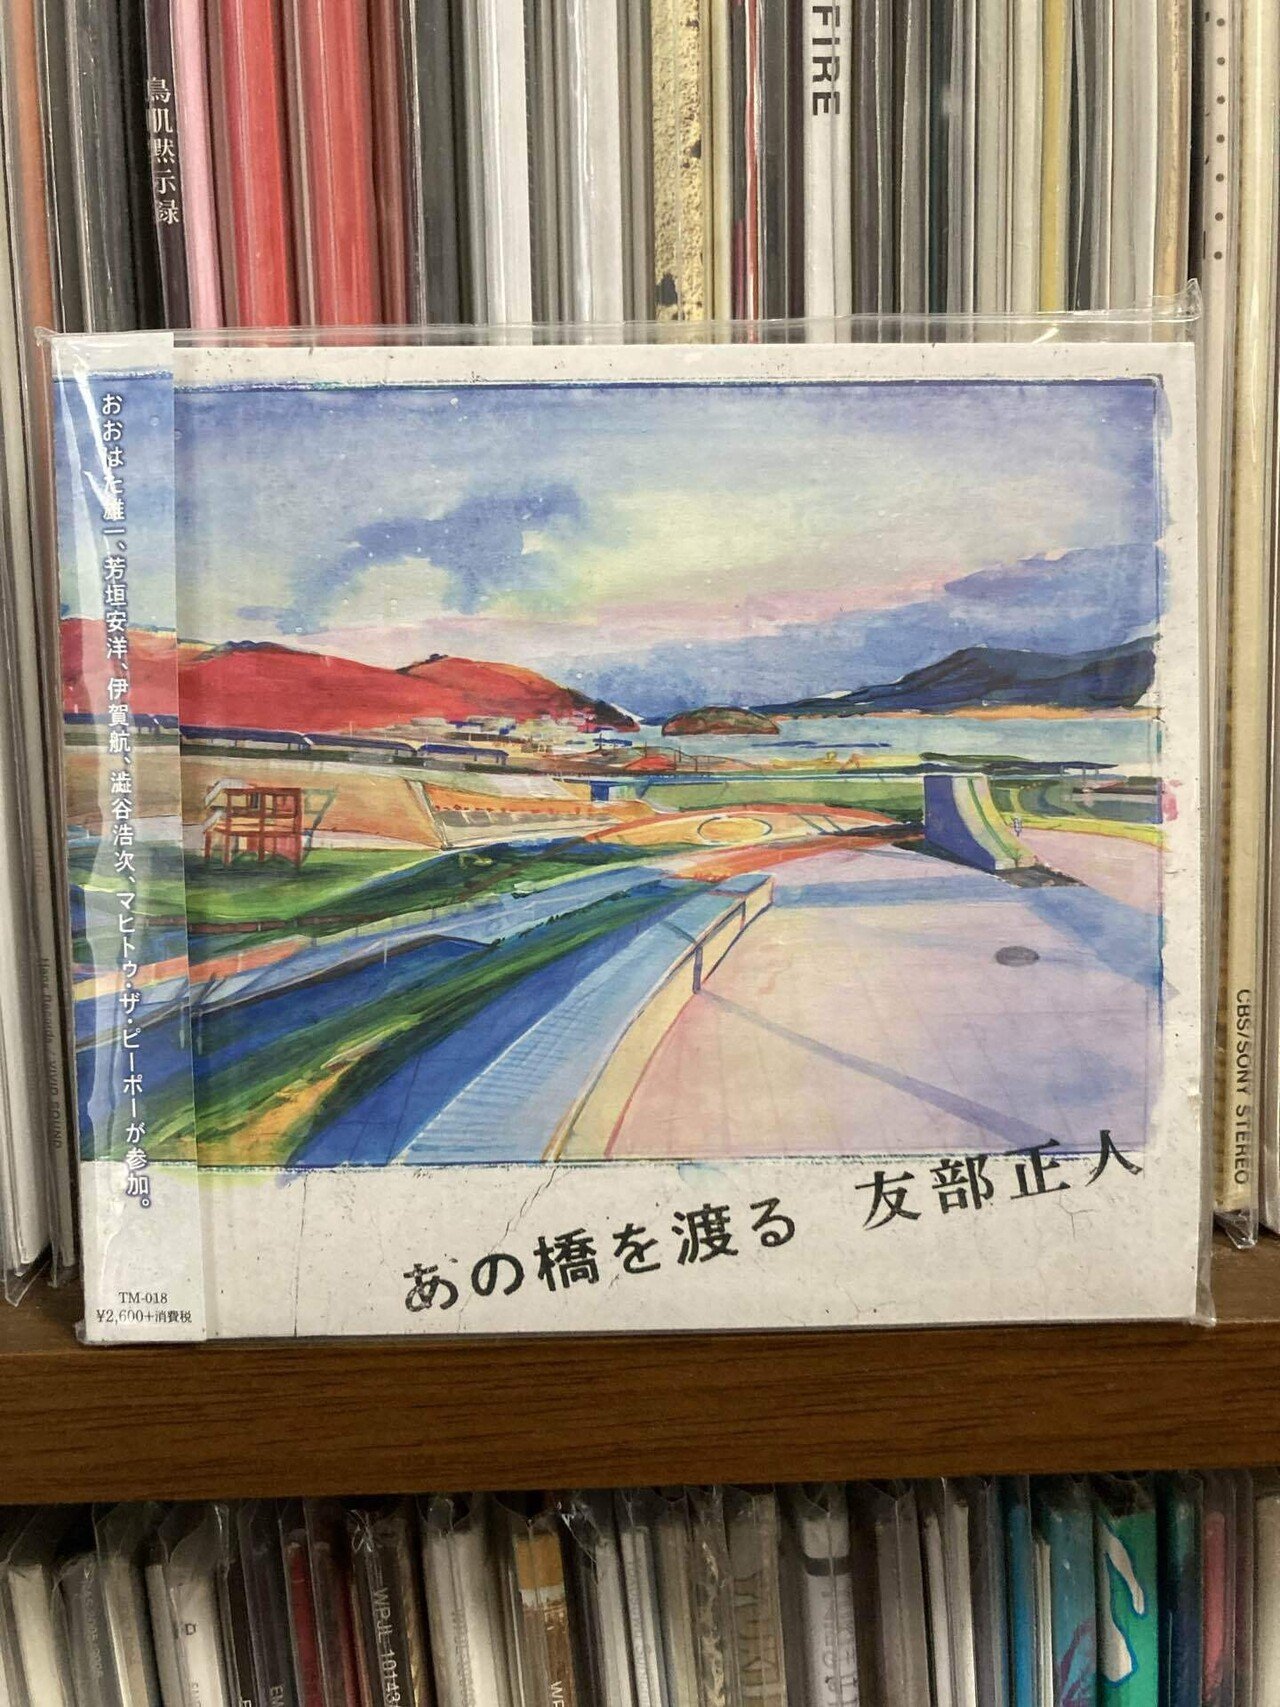 鳥肌黙示録
FIRE
おおはた雄一、芳垣安洋、伊賀航、澁谷浩次、マヒトゥ・ザ・ピーポーが参加。
TM-018
¥2,600+消費税
あの橋を渡る 友部正人
CBS/SONY STEREO